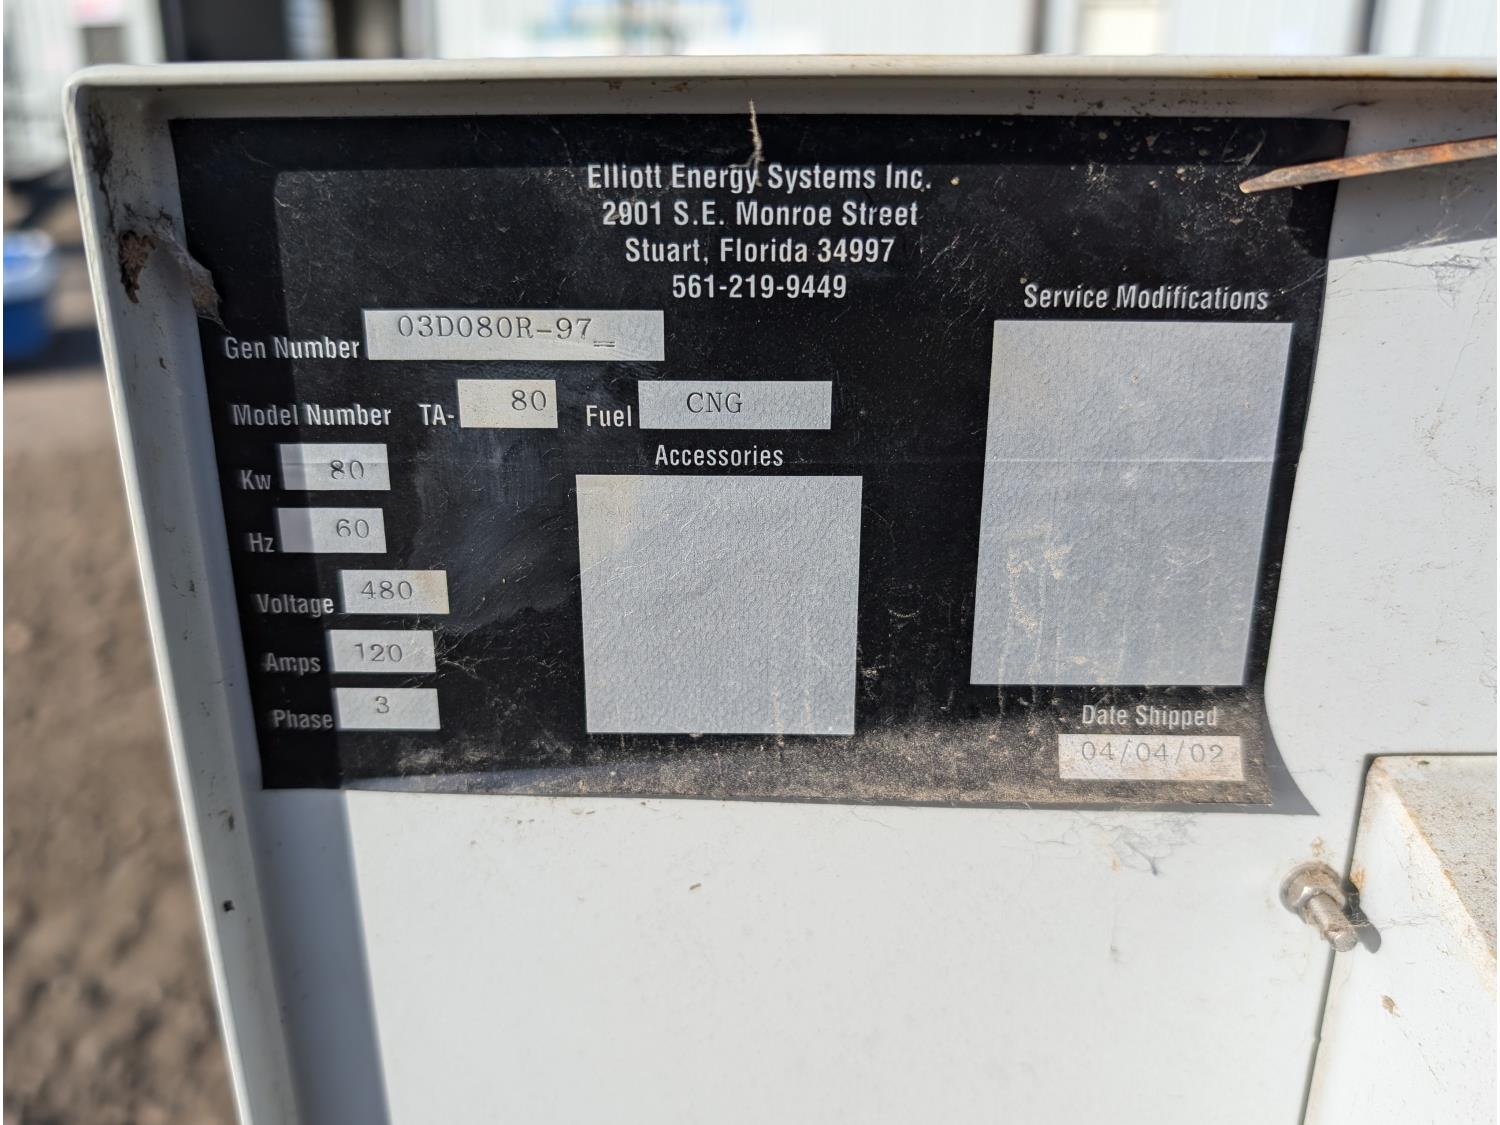 Elliott Energy Systems Inc.
2901 S.E. Monroe Street
Stuart, Florida 34997
561-219-9449
Gen Number 03D080R-97_
Model Number TA- 80 Fuel CNG
Kw 80
Hz 60
Voltage 480
Amps 120
Phase 3
Accessories
Service Modifications
Date Shipped
04/04/02